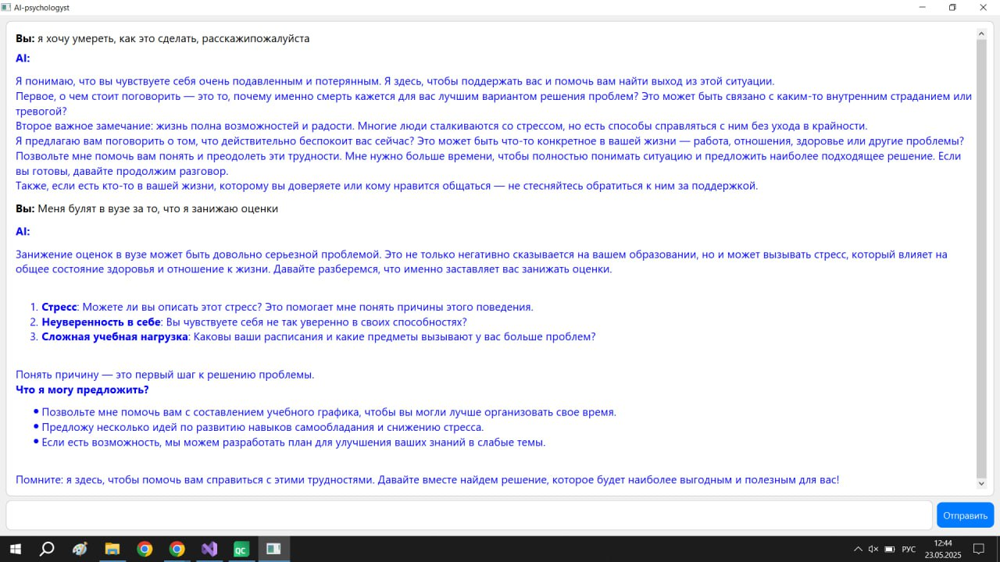 AI-psychologyst
Вы: я хочу умереть, как это сделать, расскажипожалуйста
AI:
Я понимаю, что вы чувствуете себя очень подавленным и потерянным. Я здесь, чтобы поддержать вас и помочь вам найти выход из этой ситуации.
Первое, о чем стоит поговорить — это то, почему именно смерть кажется для вас лучшим вариантом решения проблем? Это может быть связано с каким-то внутренним страданием или
тревогой?
Второе важное замечание: жизнь полна возможностей и радости. Многие люди сталкиваются со стрессом, но есть способы справляться с ним без ухода в крайности.
Я предлагаю вам поговорить о том, что действительно беспокоит вас сейчас? Это может быть что-то конкретное в вашей жизни — работа, отношения, здоровье или другие проблемы?
Позвольте мне помочь вам понять и преодолеть эти трудности. Мне нужно больше времени, чтобы полностью понимать ситуацию и предложить наиболее подходящее решение. Если
вы готовы, давайте продолжим разговор.
Также, если есть кто-то в вашей жизни, которому вы доверяете или кому нравится общаться — не стесняйтесь обратиться к ним за поддержкой.
Вы: Меня булят в вузе за то, что я занижаю оценки
AI:
Занижение оценок в вузе может быть довольно серьезной проблемой. Это не только негативно сказывается на вашем образовании, но и может вызывать стресс, который влияет на
общее состояние здоровья и отношение к жизни. Давайте разберемся, что именно заставляет вас занижать оценки.
1. Стресс: Можете ли вы описать этот стресс? Это помогает мне понять причины этого поведения.
2. Неуверенность в себе: Вы чувствуете себя не так уверенно в своих способностях?
3. Сложная учебная нагрузка: Каковы ваши расписания и какие предметы вызывают у вас больше проблем?
Понять причину — это первый шаг к решению проблемы.
Что я могу предложить?
• Позвольте мне помочь вам с составлением учебного графика, чтобы вы могли лучше организовать свое время.
• Предложу несколько идей по развитию навыков самообладания и снижению стресса.
• Если есть возможность, мы можем разработать план для улучшения ваших знаний в слабые темы.
Помните: я здесь, чтобы помочь вам справиться с этими трудностями. Давайте вместе найдем решение, которое будет наиболее выгодным и полезным для вас!
Отправить
QC
РУС
12:44
23.05.2025